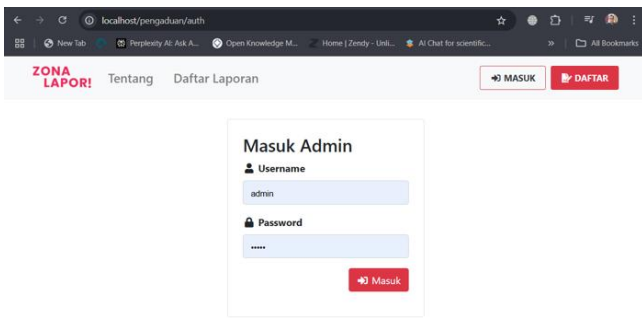 localhost/pengaduan/auth
New Tab Perplexity AI: Ask A... Open Knowledge M... Home | Zendy - Unli... AI Chat for scientific... » All Bookmarks
ZONA
LAPOR!
Tentang Daftar Laporan MASUK DAFTAR
Masuk Admin
Username
admin
Password
•••••
Masuk